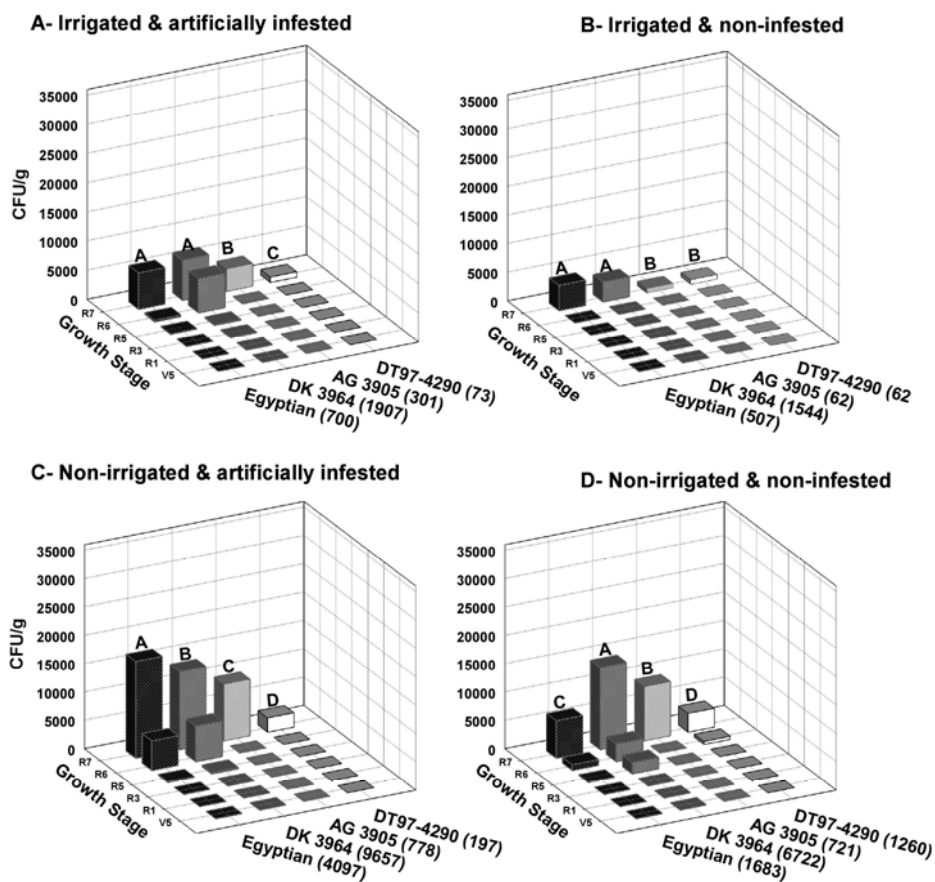 A- Irrigated & artificially infested
B- Irrigated & non-infested
35000
30000
25000
20000
15000
10000
5000
0
CFU/g
A
A
B
C
R7
R6
R5
R3
R1
V5
Growth Stage
DT97-4290 (73)
AG 3905 (301)
DK 3964 (1907)
Egyptian (700)
35000
30000
25000
20000
15000
10000
5000
0
A
A
B
B
R7
R6
R5
R3
R1
V5
Growth Stage
DT97-4290 (62
AG 3905 (62)
DK 3964 (1544)
Egyptian (507)
C- Non-irrigated & artificially infested
D- Non-irrigated & non-infested
35000
30000
25000
20000
15000
10000
5000
0
CFU/g
A
B
C
D
R7
R6
R5
R3
R1
V5
Growth Stage
DT97-4290 (197)
AG 3905 (778)
DK 3964 (9657)
Egyptian (4097)
35000
30000
25000
20000
15000
10000
5000
0
C
A
B
D
R7
R6
R5
R3
R1
V5
Growth Stage
DT97-4290 (1260)
AG 3905 (721)
DK 3964 (6722)
Egyptian (1683)